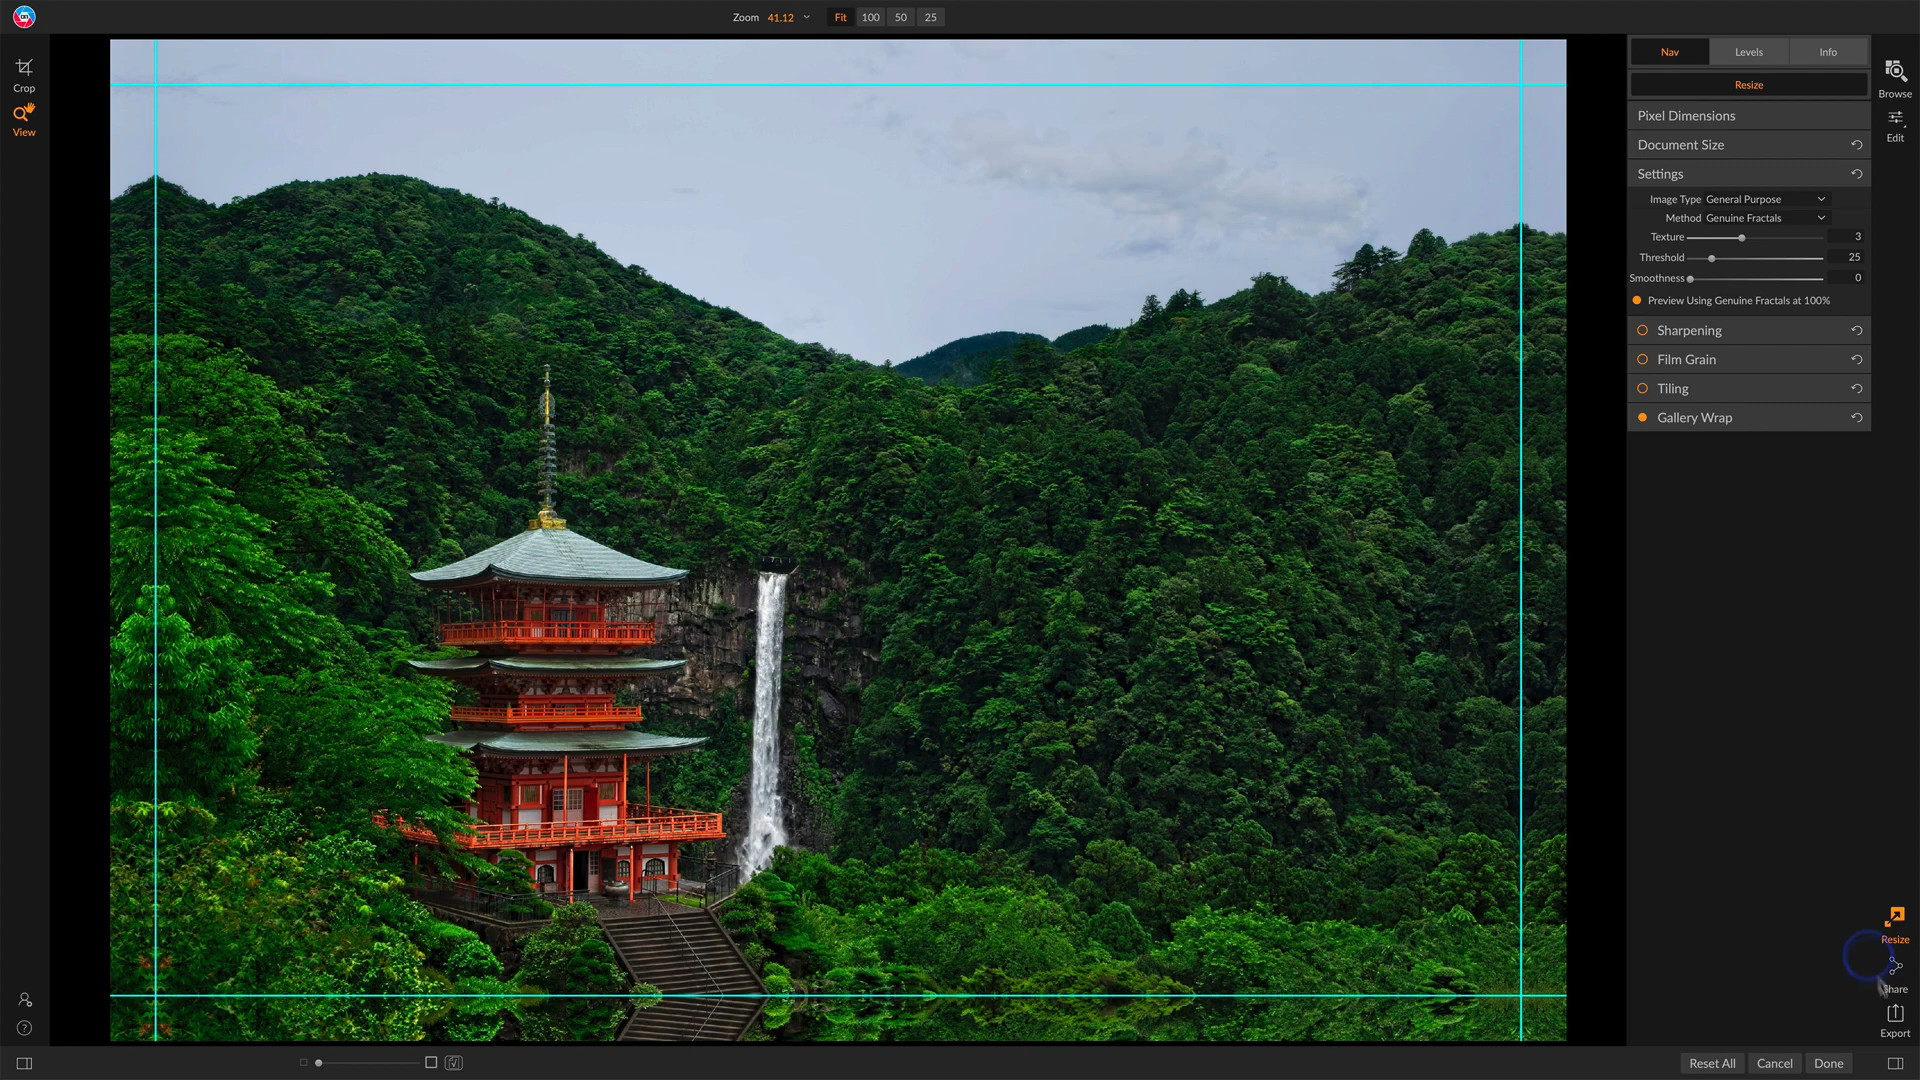 Zoom 41.12 Fit 100 50 25
Crop
View
Nav Levels Info
Resize
Pixel Dimensions
Document Size
Settings
Image Type General Purpose
Method Genuine Fractals
Texture 3
Threshold 25
Smoothness 0
Preview Using Genuine Fractals at 100%
Sharpening
Film Grain
Tiling
Gallery Wrap
Browse
Edit
Resize
Share
Export
?
Reset All Cancel Done